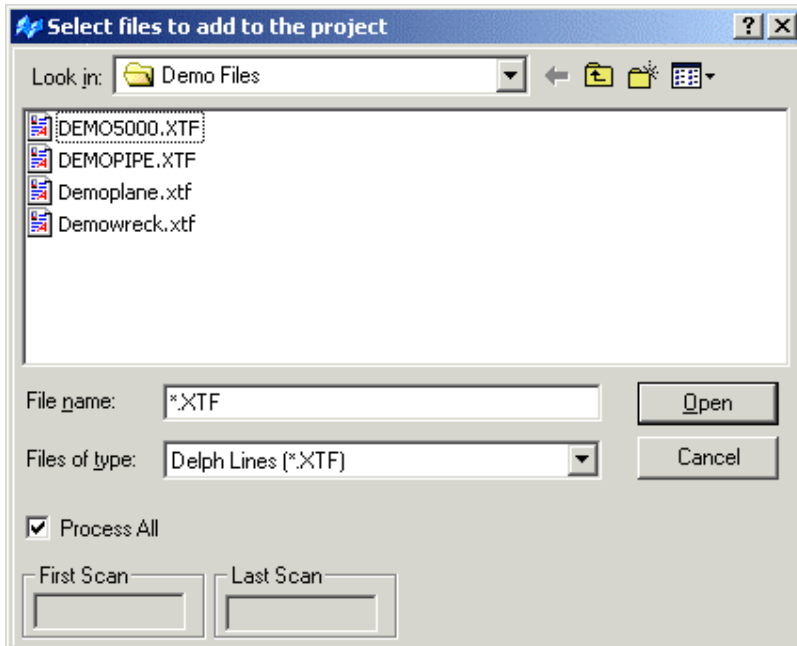 Select files to add to the project
Look in: Demo Files
DEMO5000.XTF
DEMOPIPE.XTF
Demoplane.xtf
Demowreck.xtf
File name: *.XTF Open
Files of type: Delph Lines (*.XTF) Cancel
Process All
First Scan Last Scan